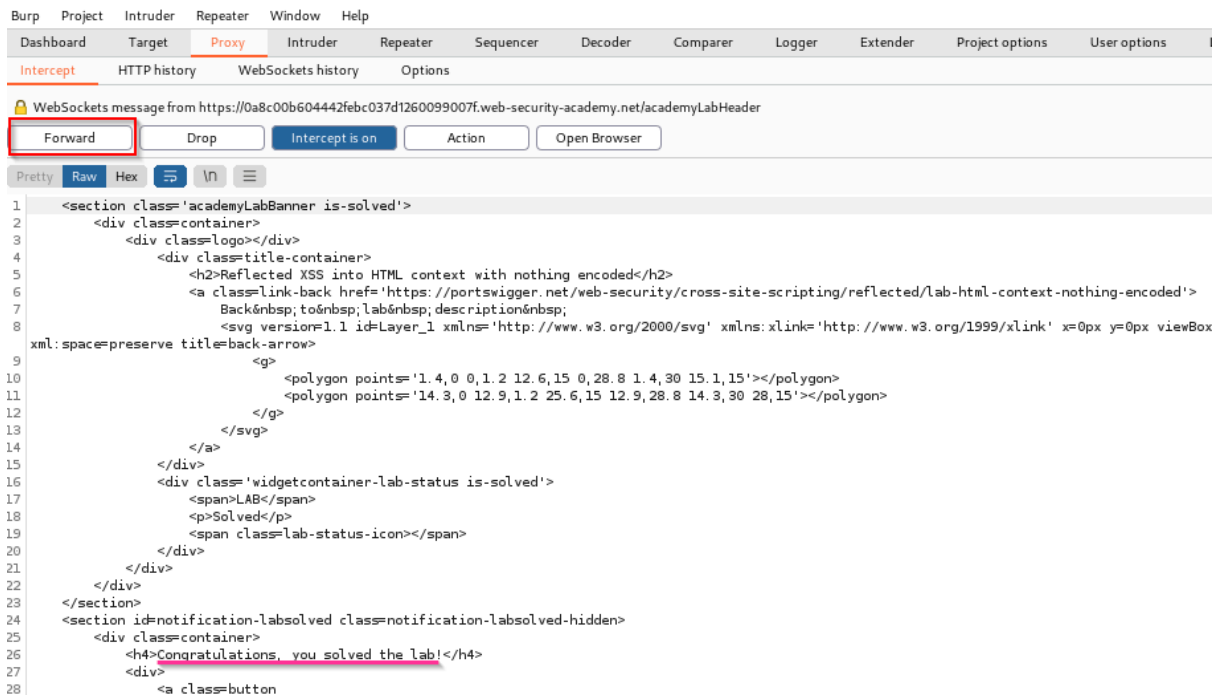 Burp Project Intruder Repeater Window Help
Dashboard Target Proxy Intruder Repeater Sequencer Decoder Comparer Logger Extender Project options User options
Intercept HTTP history WebSockets history Options
WebSockets message from https://0a8c00b604442febc037d1260099007f.web-security-academy.net/academyLabHeader
Forward Drop Intercept is on Action Open Browser
Pretty Raw Hex \n
1 <section class='academyLabBanner is-solved'>
2 <div class=container>
3 <div class=logo></div>
4 <div class=title-container>
5 <h2>Reflected XSS into HTML context with nothing encoded</h2>
6 <a class=link-back href='https://portswigger.net/web-security/cross-site-scripting/reflected/lab-html-context-nothing-encoded'>
7 Back&nbsp;to&nbsp;lab&nbsp;description&nbsp;
8 <svg version=1.1 id=Layer_1 xmlns='http://www.w3.org/2000/svg' xmlns:xlink='http://www.w3.org/1999/xlink' x=0px y=0px viewBox
xml:space=preserve title=back-arrow>
9 <g>
10 <polygon points='1.4,0 0,1.2 12.6,15 0,28.8 1.4,30 15.1,15'></polygon>
11 <polygon points='14.3,0 12.9,1.2 25.6,15 12.9,28.8 14.3,30 28,15'></polygon>
12 </g>
13 </svg>
14 </a>
15 </div>
16 <div class='widgetcontainer-lab-status is-solved'>
17 <span>LAB</span>
18 <p>Solved</p>
19 <span class=lab-status-icon></span>
20 </div>
21 </div>
22 </div>
23 </section>
24 <section id=notification-labsolved class=notification-labsolved-hidden>
25 <div class=container>
26 <h4>Congratulations, you solved the lab!</h4>
27 <div>
28 <a class=button